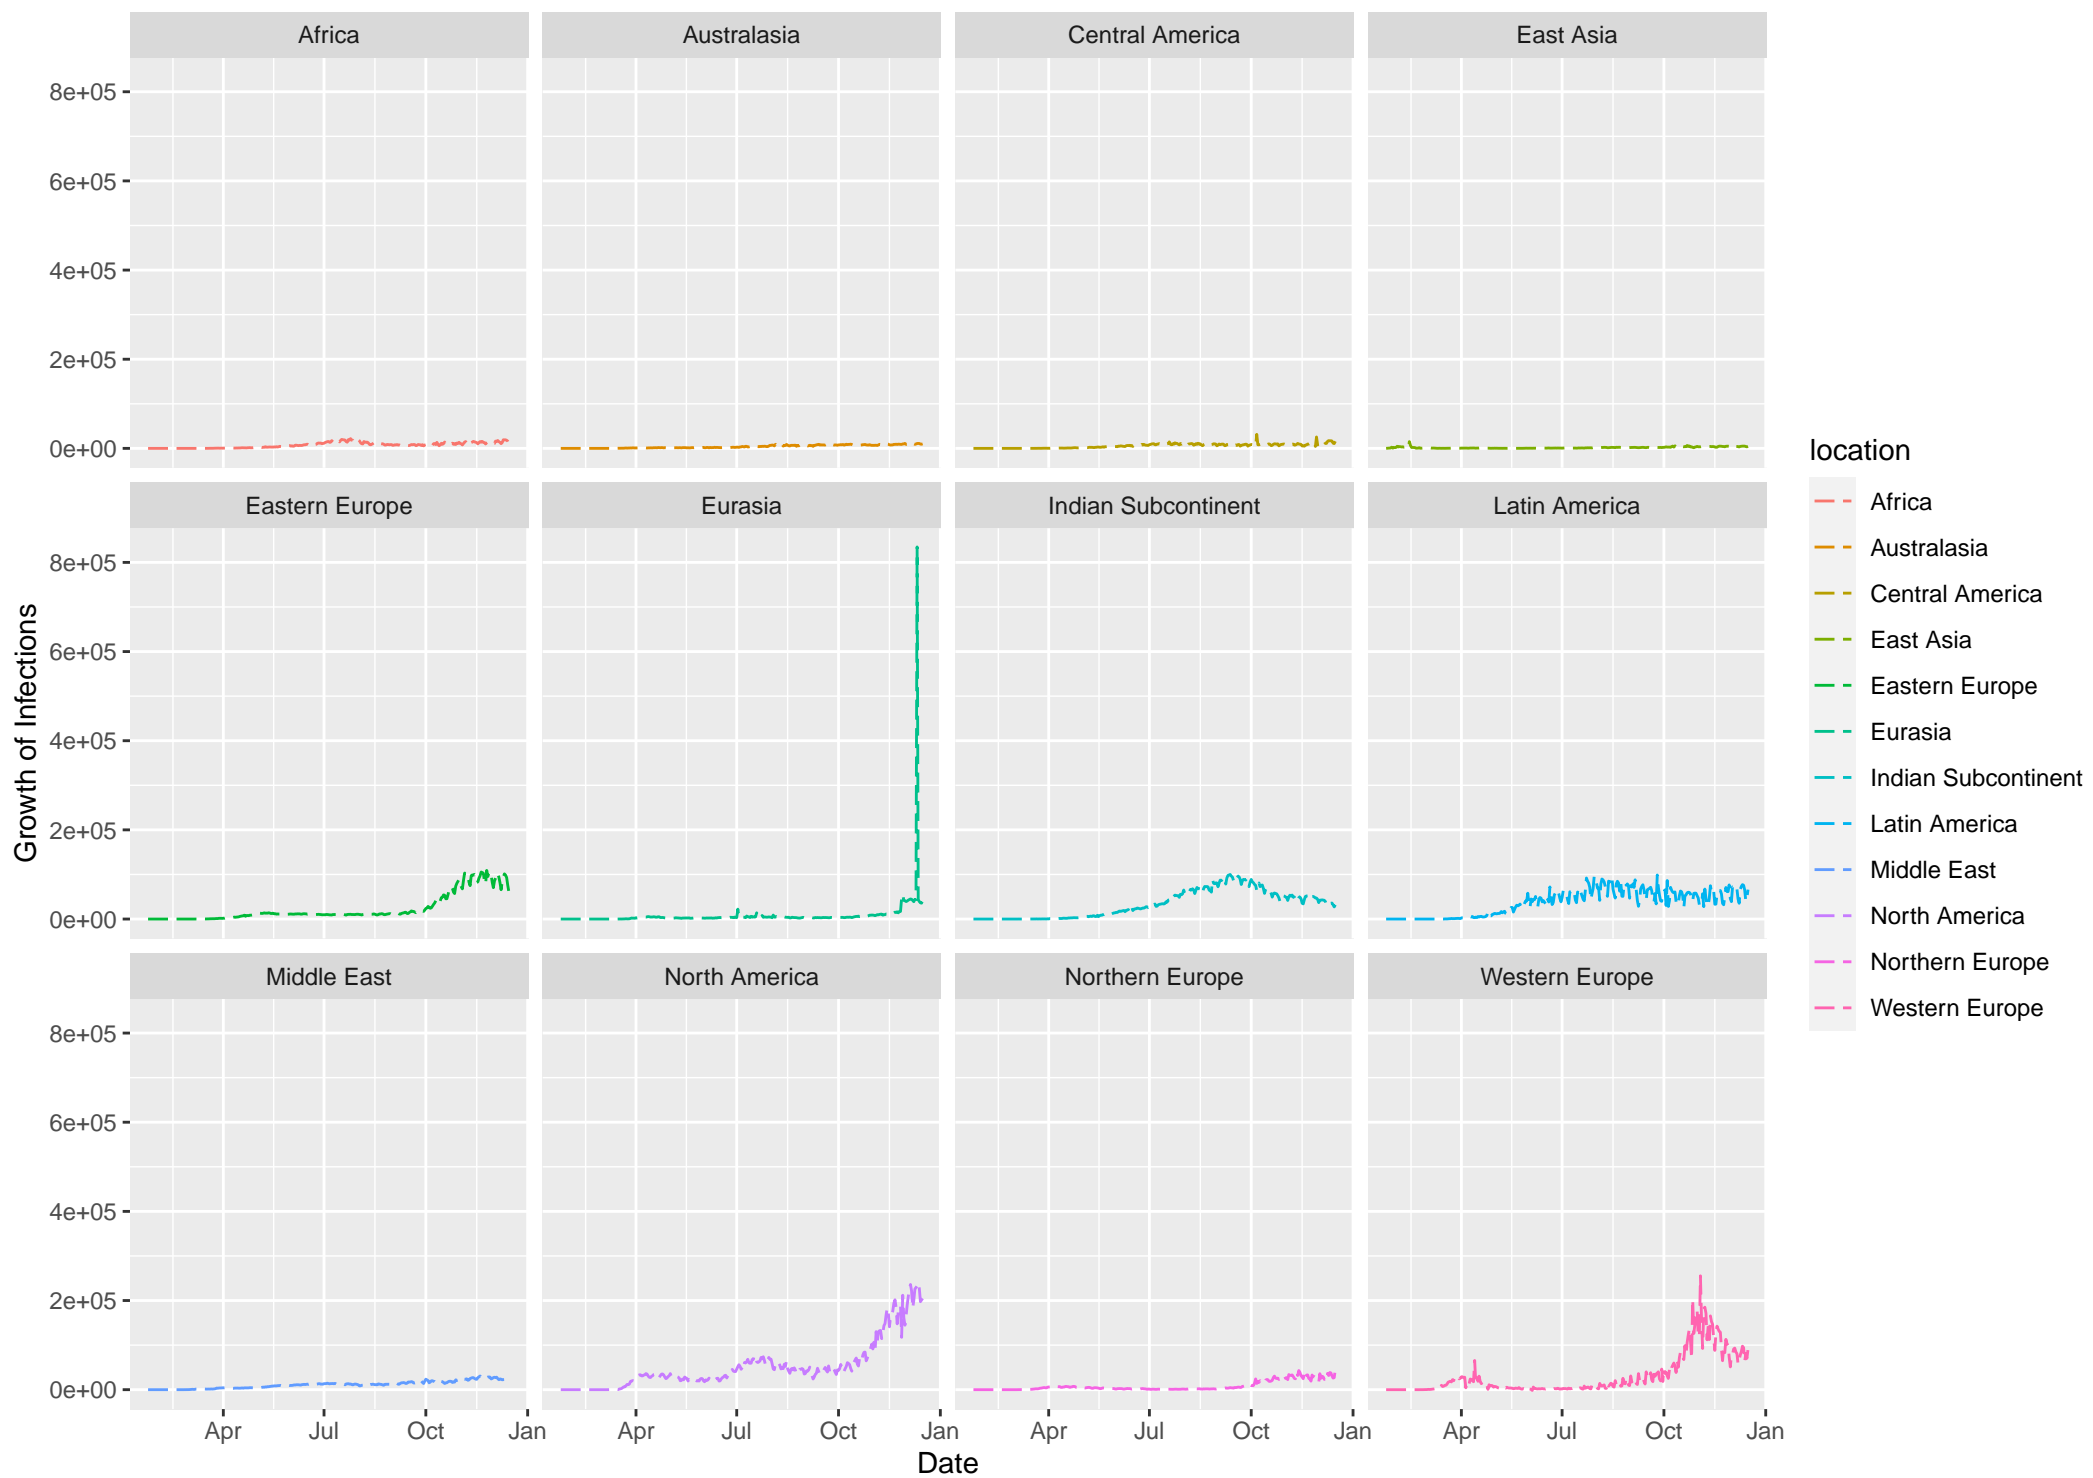 Africa Australasia Central America East Asia
8e+05
6e+05
4e+05
2e+05
0e+00
Eastern Europe Eurasia Indian Subcontinent Latin America
8e+05
6e+05
4e+05
2e+05
0e+00
Middle East North America Northern Europe Western Europe
8e+05
6e+05
4e+05
2e+05
0e+00
Apr Jul Oct Jan Apr Jul Oct Jan Apr Jul Oct Jan Apr Jul Oct Jan
Date
Growth of Infections
location
Africa
Australasia
Central America
East Asia
Eastern Europe
Eurasia
Indian Subcontinent
Latin America
Middle East
North America
Northern Europe
Western Europe